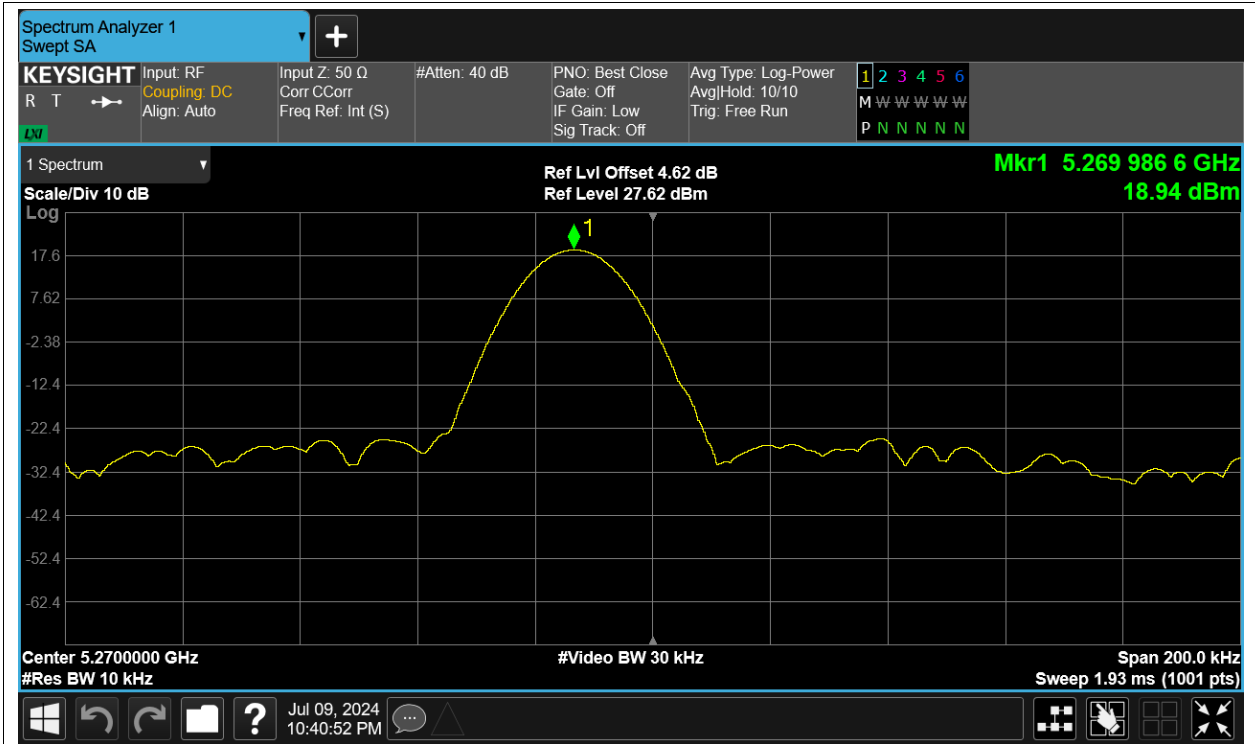 Spectrum Analyzer 1
Swept SA
KEYSIGHT
R T
LXI
Input: RF
Coupling: DC
Align: Auto
Input Z: 50 Ω
Corr CCorr
Freq Ref: Int (S)
#Atten: 40 dB
PNO: Best Close
Gate: Off
IF Gain: Low
Sig Track: Off
Avg Type: Log-Power
Avg|Hold: 10/10
Trig: Free Run
1 2 3 4 5 6
M W W W W W
P N N N N N
1 Spectrum
Scale/Div 10 dB
Log
Ref Lvl Offset 4.62 dB
Ref Level 27.62 dBm
Mkr1 5.269 986 6 GHz
18.94 dBm
1
17.6
7.62
-2.38
-12.4
-22.4
-32.4
-42.4
-52.4
-62.4
Center 5.2700000 GHz
#Res BW 10 kHz
#Video BW 30 kHz
Span 200.0 kHz
Sweep 1.93 ms (1001 pts)
?
Jul 09, 2024
10:40:52 PM